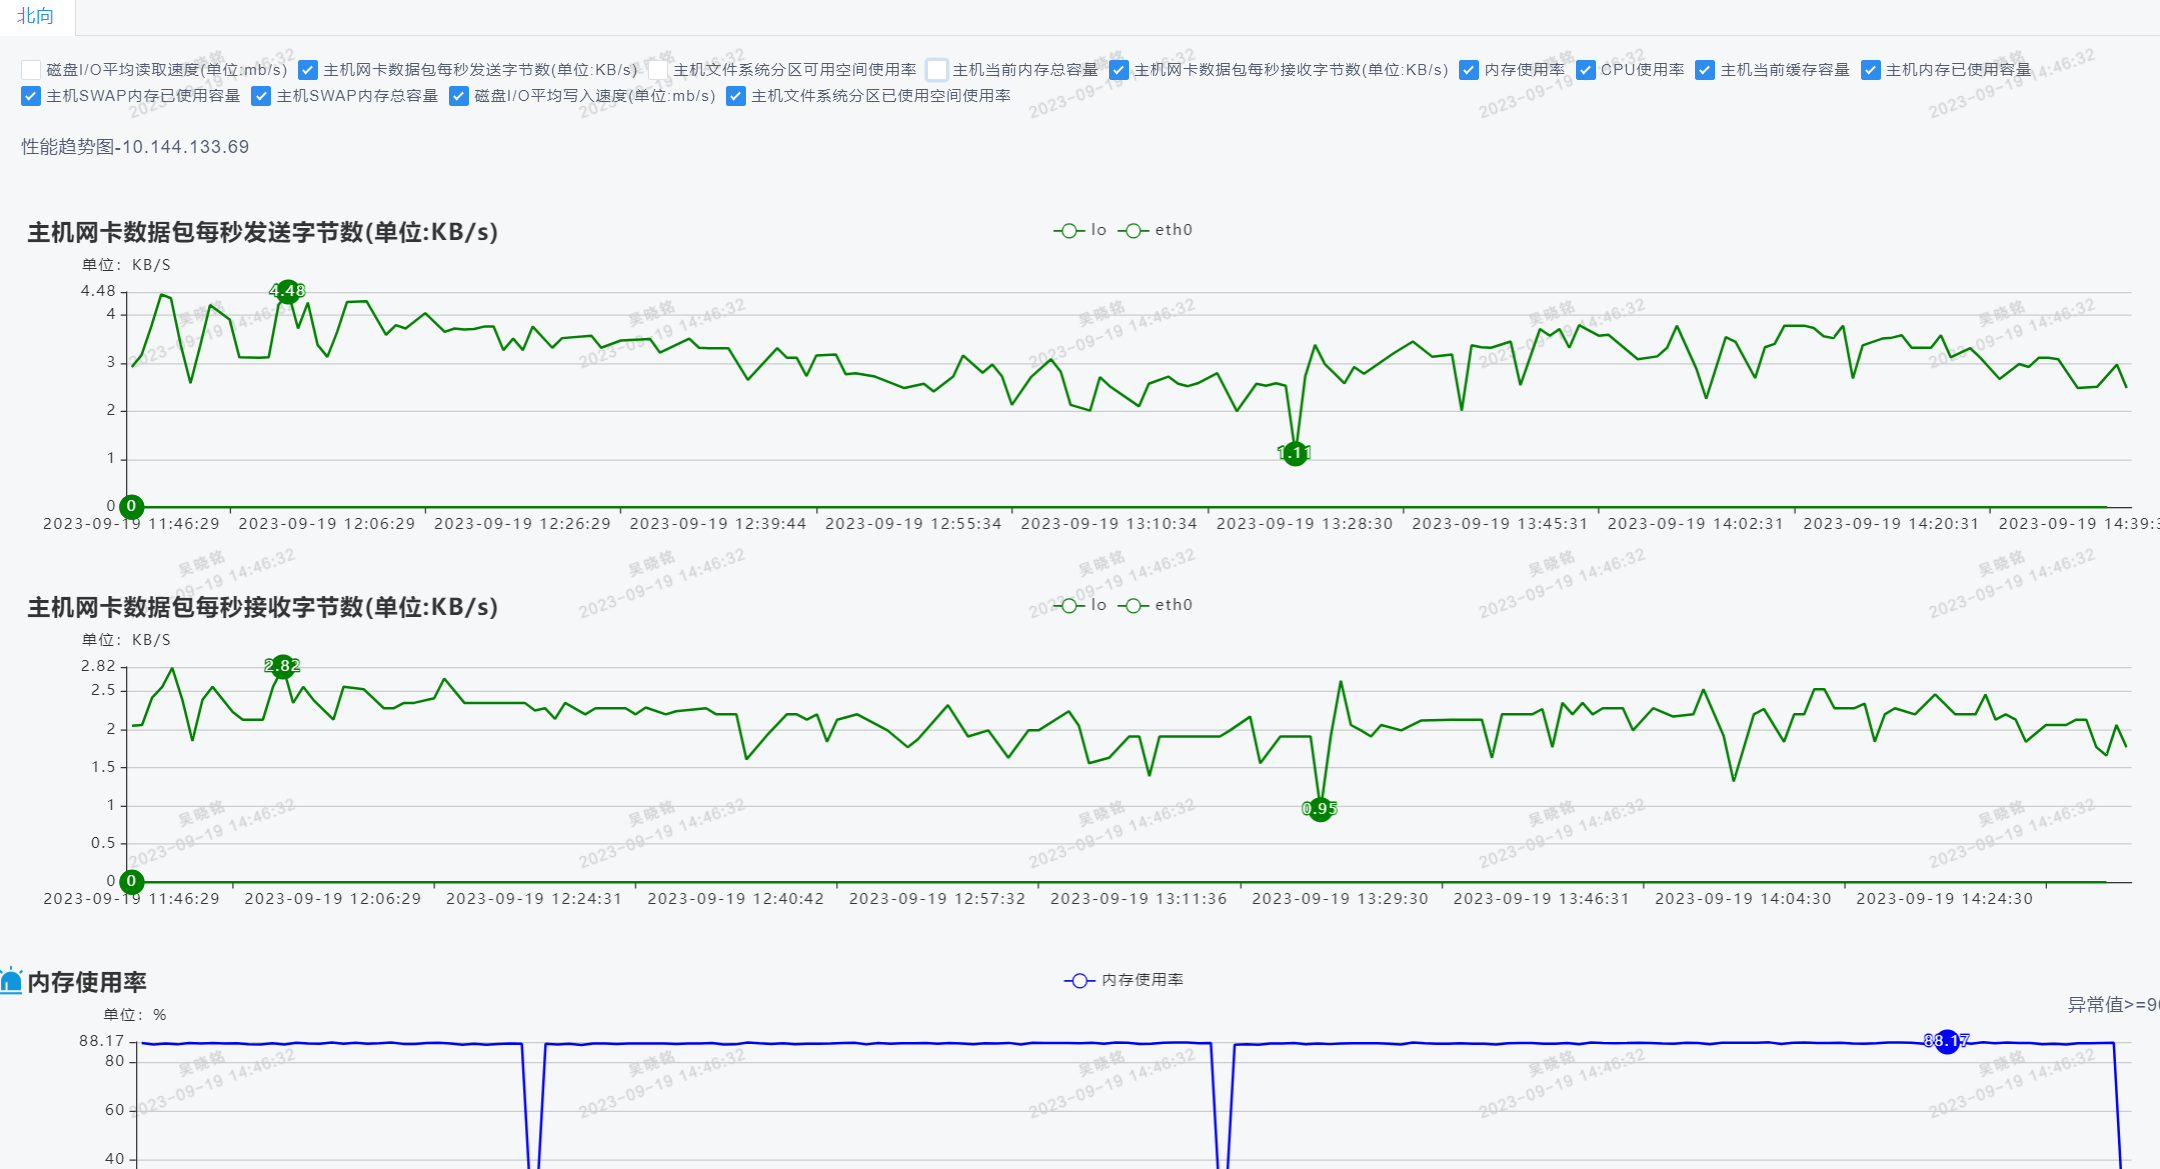 北向
磁盘I/O平均读取速度(单位:mb/s) 主机网卡数据包每秒发送字节数(单位:KB/s) 主机文件系统分区可用空间使用率 主机当前内存总容量 主机网卡数据包每秒接收字节数(单位:KB/s) 内存使用率 CPU使用率 主机当前缓存容量 主机内存已使用容量
主机SWAP内存已使用容量 主机SWAP内存总容量 磁盘I/O平均写入速度(单位:mb/s) 主机文件系统分区已使用空间使用率
性能趋势图-10.144.133.69
主机网卡数据包每秒发送字节数(单位:KB/s)
lo eth0
单位：KB/S
4.48
4.48
4
3
2
1
1.11
0
0
2023-09-19 11:46:29 2023-09-19 12:06:29 2023-09-19 12:26:29 2023-09-19 12:39:44 2023-09-19 12:55:34 2023-09-19 13:10:34 2023-09-19 13:28:30 2023-09-19 13:45:31 2023-09-19 14:02:31 2023-09-19 14:20:31 2023-09-19 14:39:3
主机网卡数据包每秒接收字节数(单位:KB/s)
lo eth0
单位：KB/S
2.82
2.82
2.5
2
1.5
1
0.95
0.5
0
0
2023-09-19 11:46:29 2023-09-19 12:06:29 2023-09-19 12:24:31 2023-09-19 12:40:42 2023-09-19 12:57:32 2023-09-19 13:11:36 2023-09-19 13:29:30 2023-09-19 13:46:31 2023-09-19 14:04:30 2023-09-19 14:24:30
内存使用率
内存使用率
单位：%
异常值>=9
88.17
88.17
80
60
40
吴晓铭
2023-09-19 14:46:32